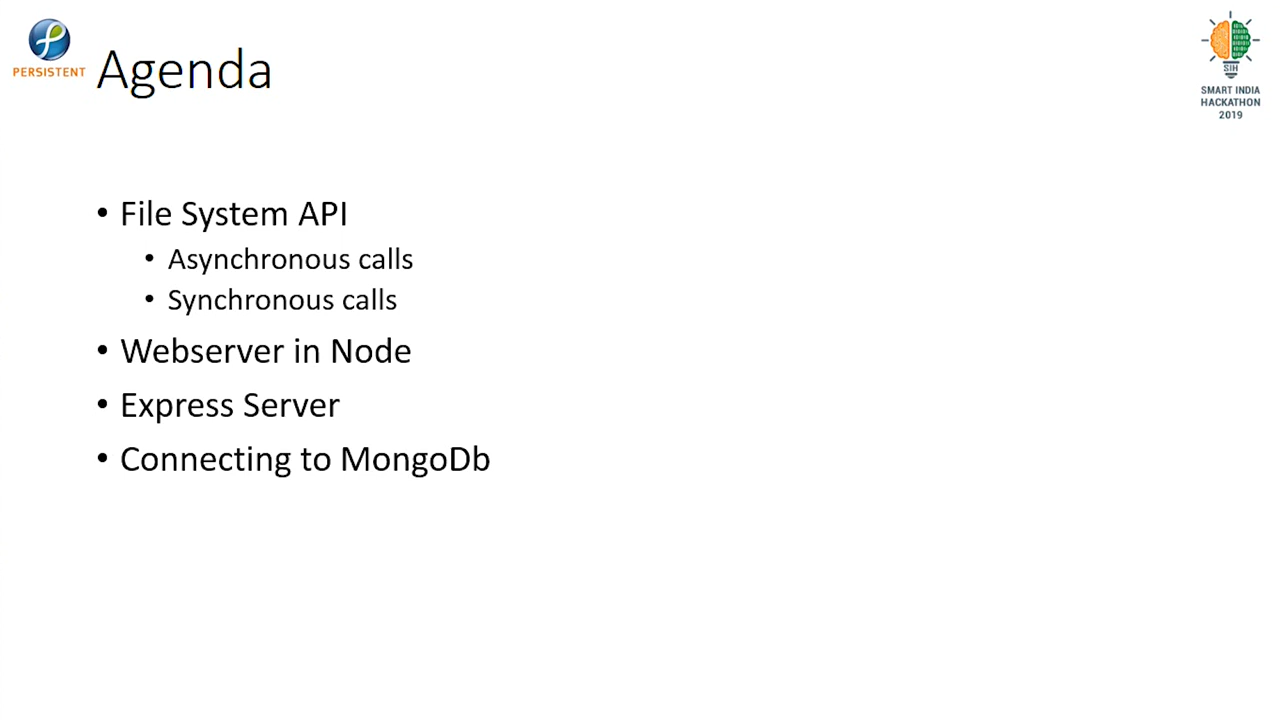 PERSISTENT
Agenda
SIH
SMART INDIA
HACKATHON
2019
• File System API
• Asynchronous calls
• Synchronous calls
• Webserver in Node
• Express Server
• Connecting to MongoDb